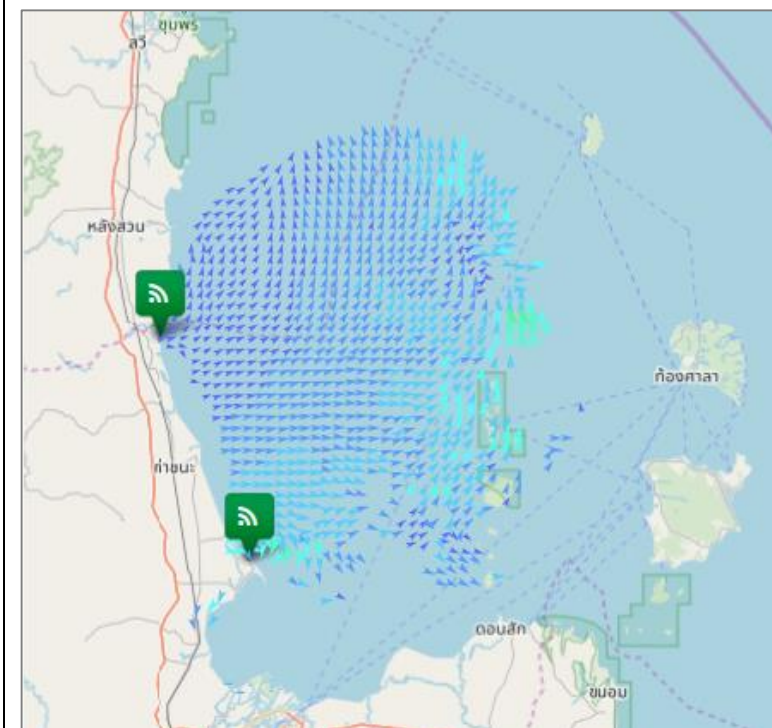 ชุมพร
สวี
หลังสวน
ท้องศาลา
ท่าชนะ
ดอนสัก
ขนอม